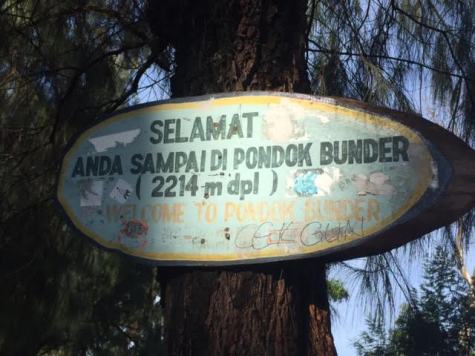 SELAMAT
ANDA SAMPAI DI PONDOK BUNDER
( 2214 m dpl )
WELCOME TO PONDOK BUNDER